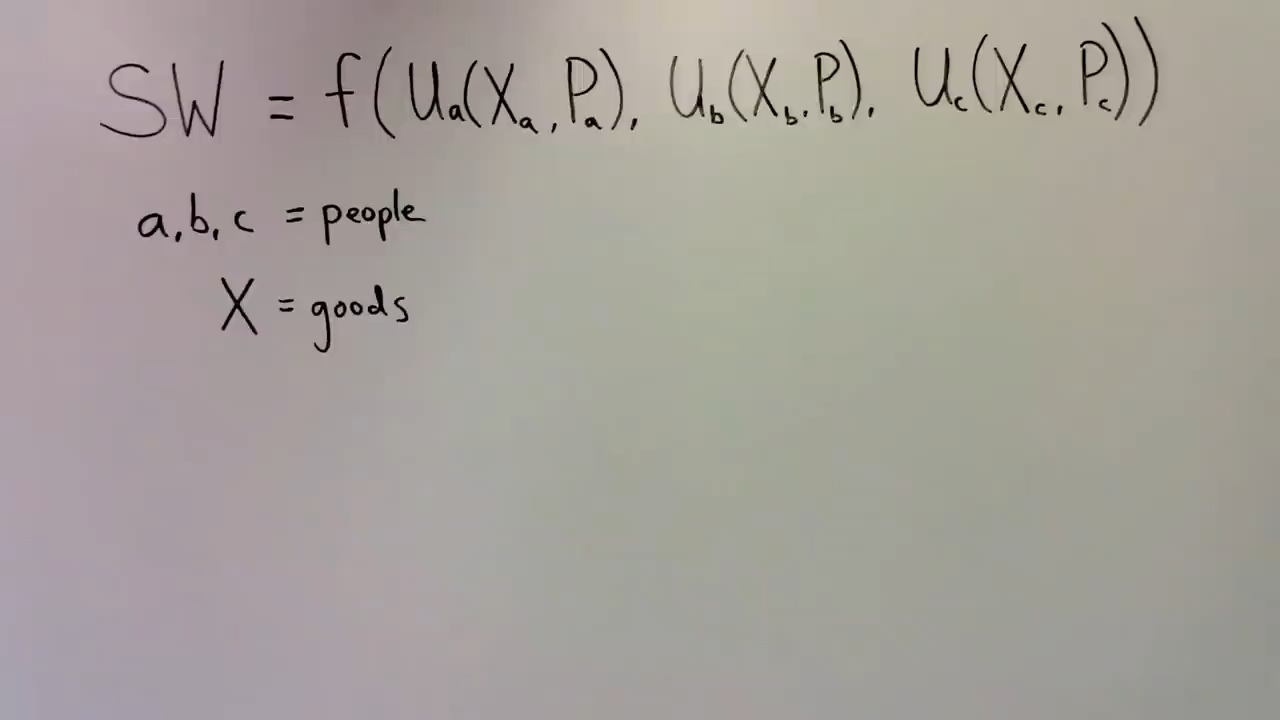 SW = f(Ua(Xa, Pa), Ub(Xb, Pb), Uc(Xc, Pc))
a, b, c = people
X = goods